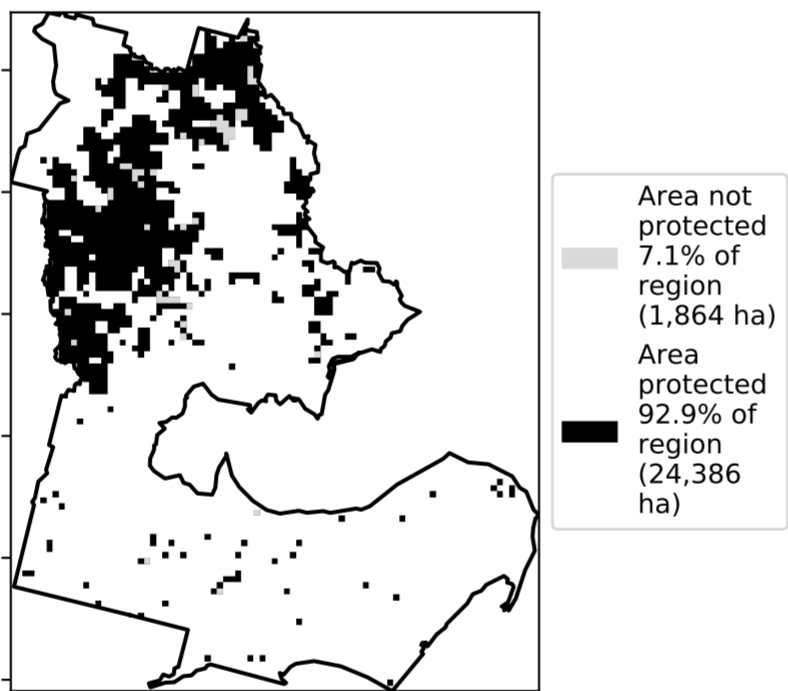 Area not
protected
7.1% of
region
(1,864 ha)
Area
protected
92.9% of
region
(24,386
ha)